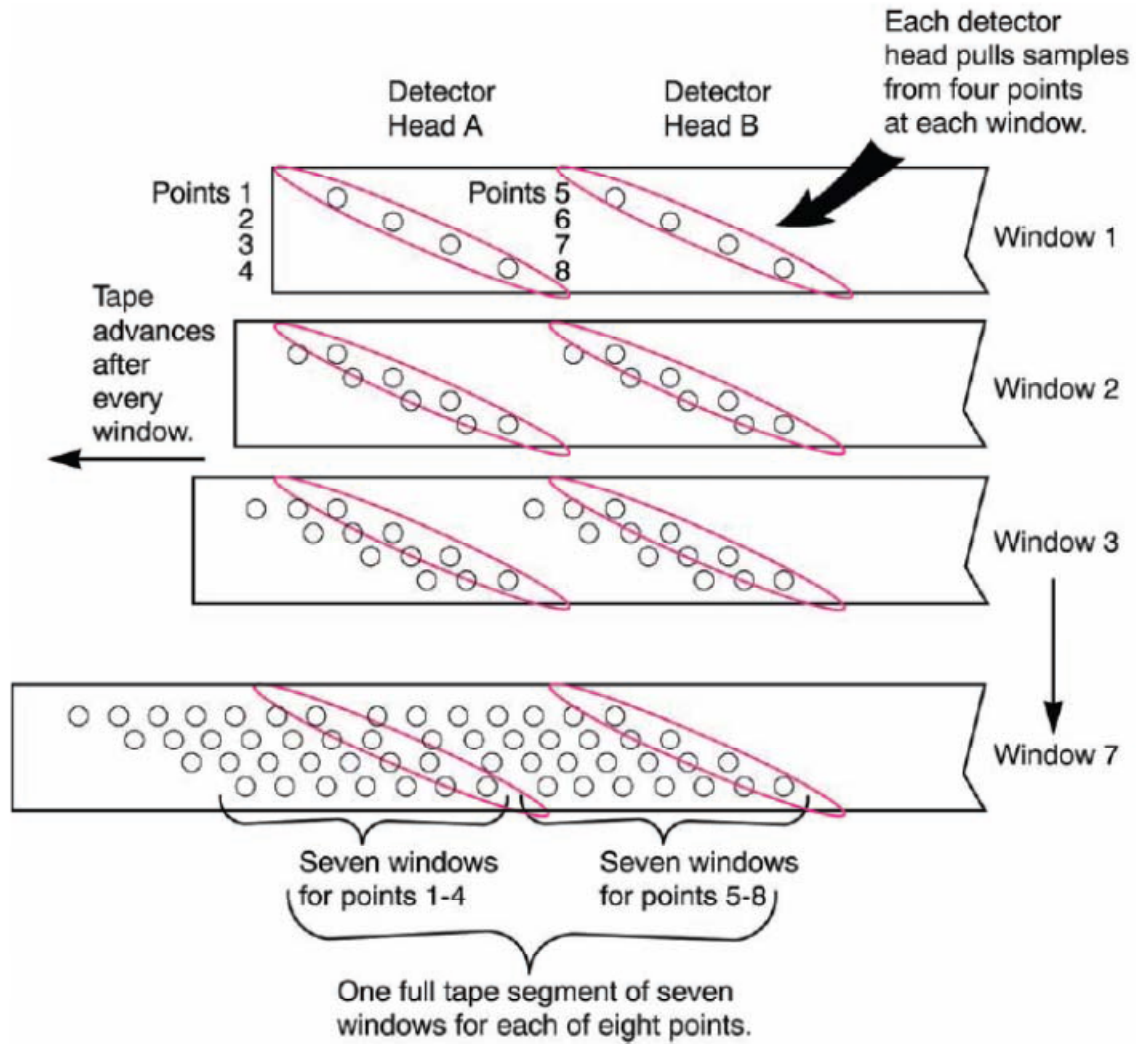 Each detector
head pulls samples
from four points
at each window.
Detector
Head A
Detector
Head B
Points 1
2
3
4
Points 5
6
7
8
Window 1
Tape
advances
after
every
window.
Window 2
Window 3
Window 7
Seven windows
for points 1-4
Seven windows
for points 5-8
One full tape segment of seven
windows for each of eight points.